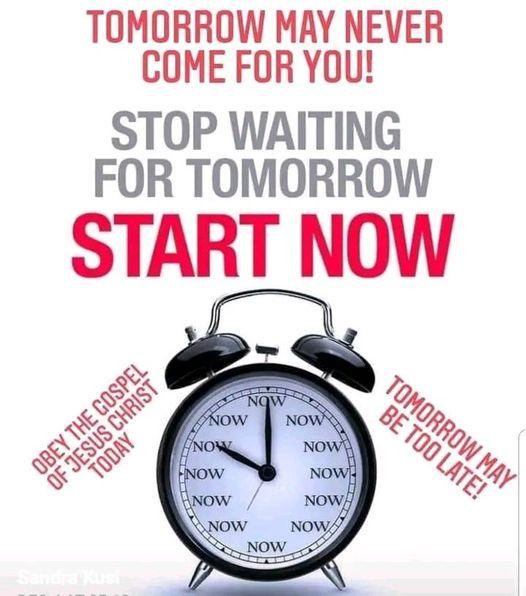 TOMORROW MAY NEVER
COME FOR YOU!
STOP WAITING
FOR TOMORROW
START NOW
OBEY THE GOSPEL
OF JESUS CHRIST
TODAY
TOMORROW MAY
BE TOO LATE!
NOW
NOW
NOW
NOW
NOW
NOW
NOW
NOW
NOW
NOW
NOW
NOW
Sandra Kusi